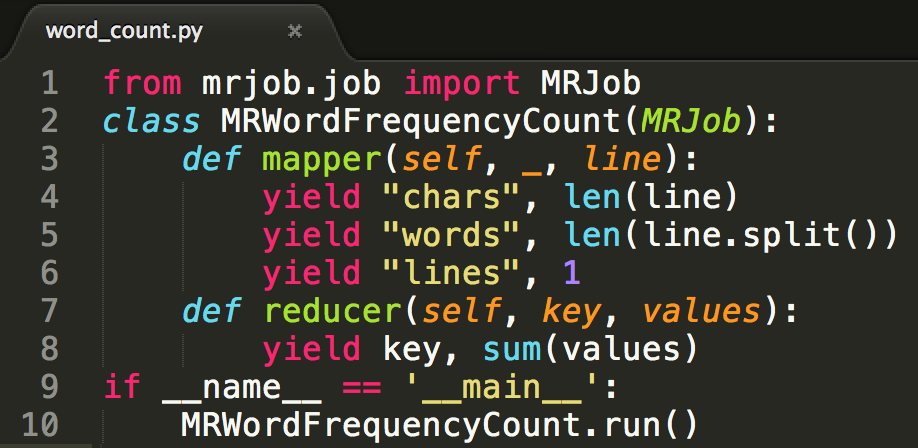 word_count.py ×
1 from mrjob.job import MRJob
2 class MRWordFrequencyCount(MRJob):
3     def mapper(self, _, line):
4         yield "chars", len(line)
5         yield "words", len(line.split())
6         yield "lines", 1
7     def reducer(self, key, values):
8         yield key, sum(values)
9 if __name__ == '__main__':
10     MRWordFrequencyCount.run()